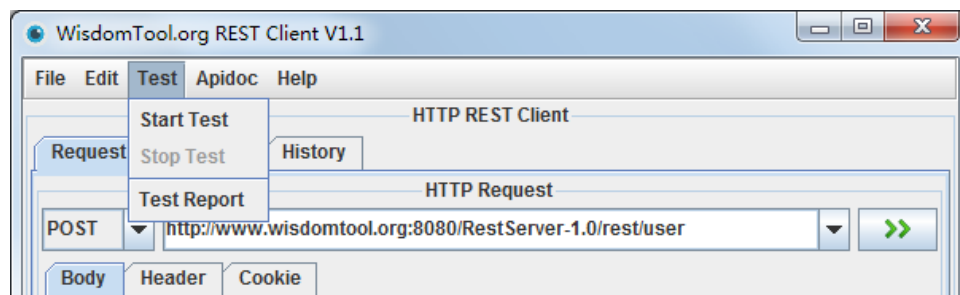 WisdomTool.org REST Client V1.1
File Edit Test Apidoc Help
HTTP REST Client
Start Test
Request Stop Test History
Test Report
HTTP Request
POST http://www.wisdomtool.org:8080/RestServer-1.0/rest/user >>
Body Header Cookie